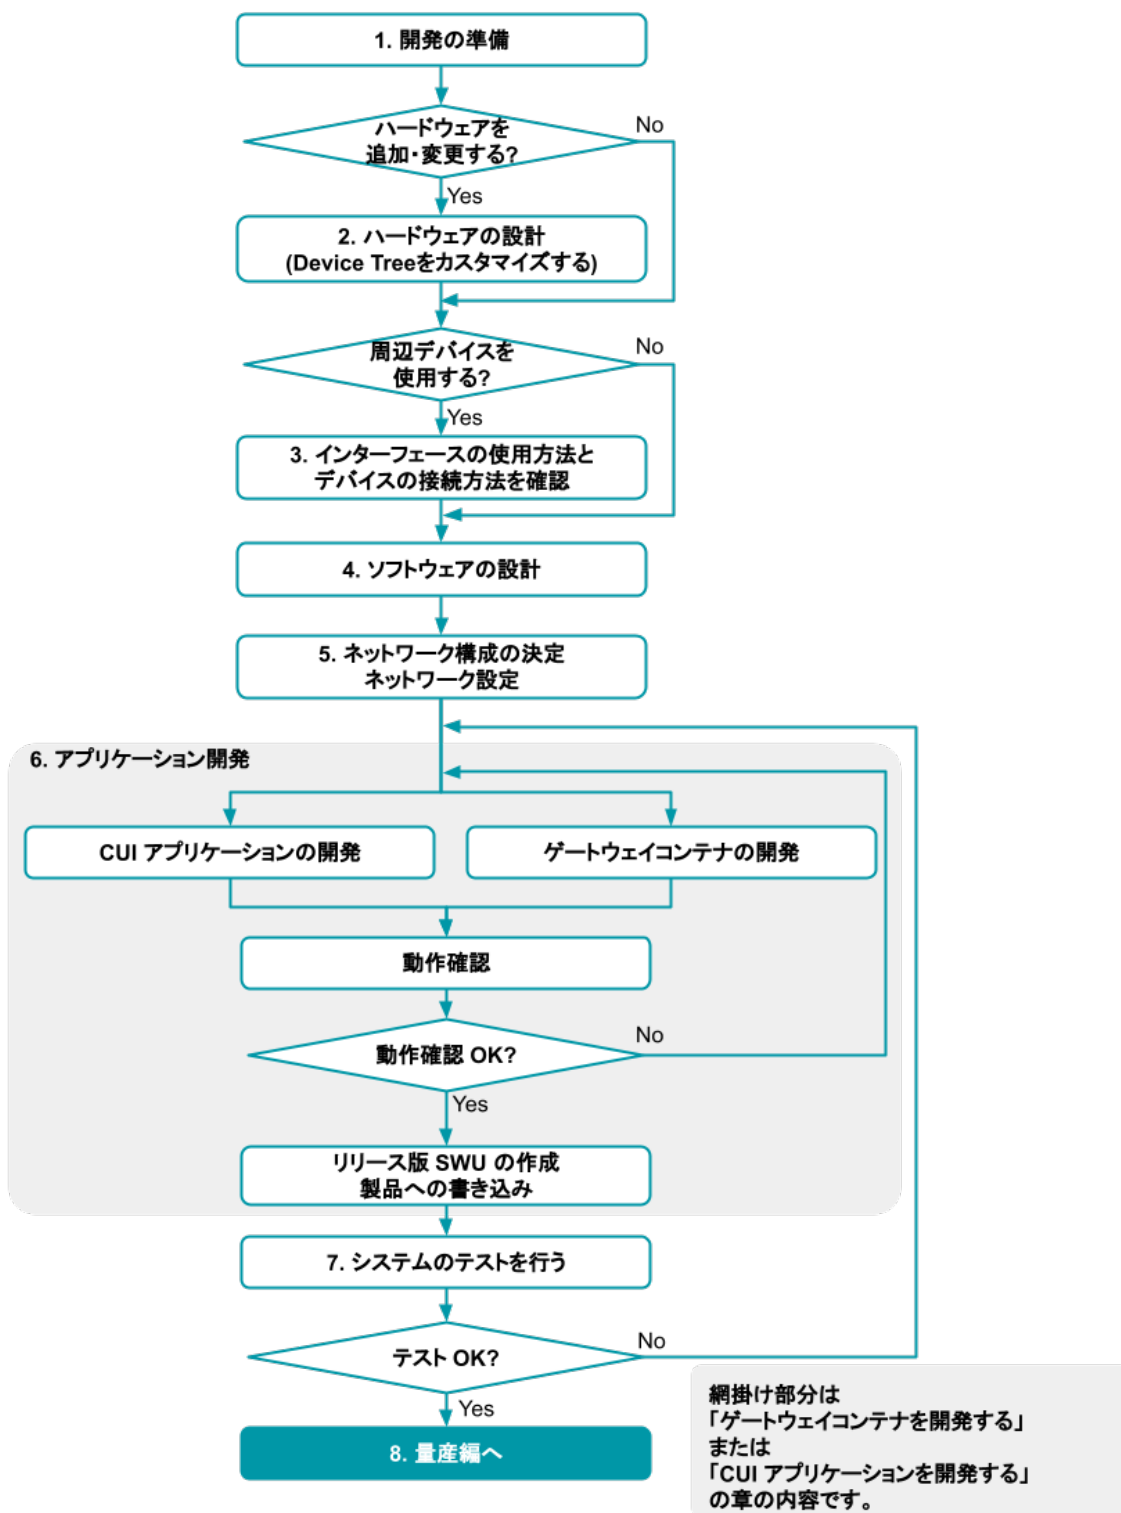 1. 開発の準備
ハードウェアを
追加・変更する?
No
Yes
2. ハードウェアの設計
(Device Treeをカスタマイズする)
周辺デバイスを
使用する?
No
Yes
3. インターフェースの使用方法と
デバイスの接続方法を確認
4. ソフトウェアの設計
5. ネットワーク構成の決定
ネットワーク設定
6. アプリケーション開発
CUI アプリケーションの開発
ゲートウェイコンテナの開発
動作確認
動作確認 OK?
No
Yes
リリース版 SWU の作成
製品への書き込み
7. システムのテストを行う
テスト OK?
No
Yes
8. 量産編へ
網掛け部分は
「ゲートウェイコンテナを開発する」
または
「CUI アプリケーションを開発する」
の章の内容です。